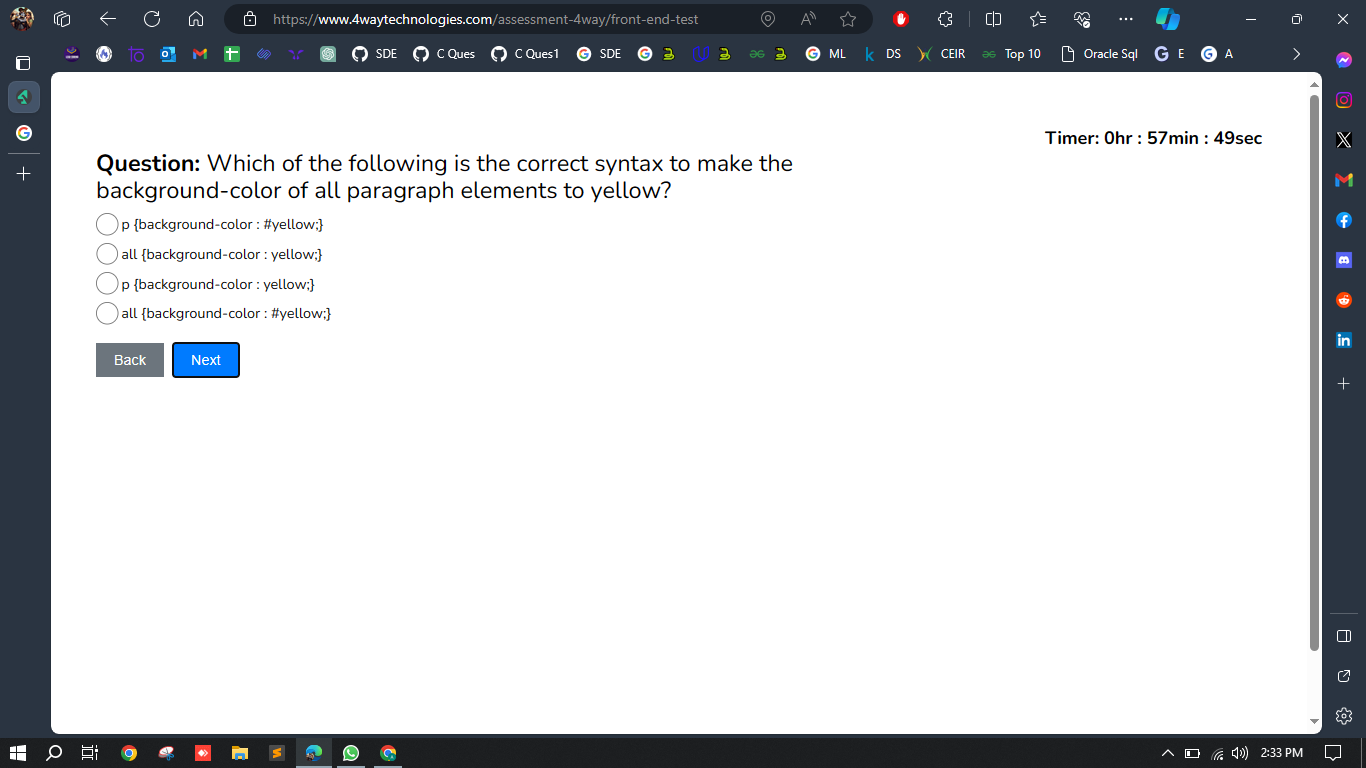 https://www.4waytechnologies.com/assessment-4way/front-end-test
SDE
C Ques
C Ques1
SDE
ML
DS
CEIR
Top 10
Oracle Sql
E
A
Timer: 0hr : 57min : 49sec
Question: Which of the following is the correct syntax to make the
background-color of all paragraph elements to yellow?
p {background-color : #yellow;}
all {background-color : yellow;}
p {background-color : yellow;}
all {background-color : #yellow;}
Back
Next
2:33 PM